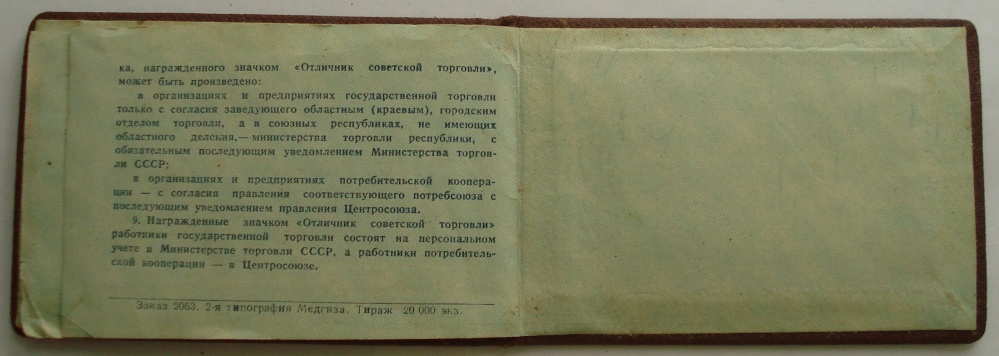 ка, награжденного значком «Отличник советской торговли»,
может быть произведено:
в организациях и предприятиях государственной торговли
только с согласия заведующего областным (краевым), городским
отделом торговли, а в союзных республиках, не имеющих
областного деления,—министерства торговли республики, с
обязательным последующим уведомлением Министерства торгов-
ли СССР;
в организациях и предприятиях потребительской коопера-
ции — с согласия правления соответствующего потребсоюза с
последующим уведомлением правления Центросоюза.
9. Награжденные значком «Отличник советской торговли»
работники государственной торговли состоят на персональном
учете в Министерстве торговли СССР, а работники потребитель-
ской кооперации — в Центросоюзе.
Заказ 2063. 2-я типография Медгиза. Тираж 20 000 экз.